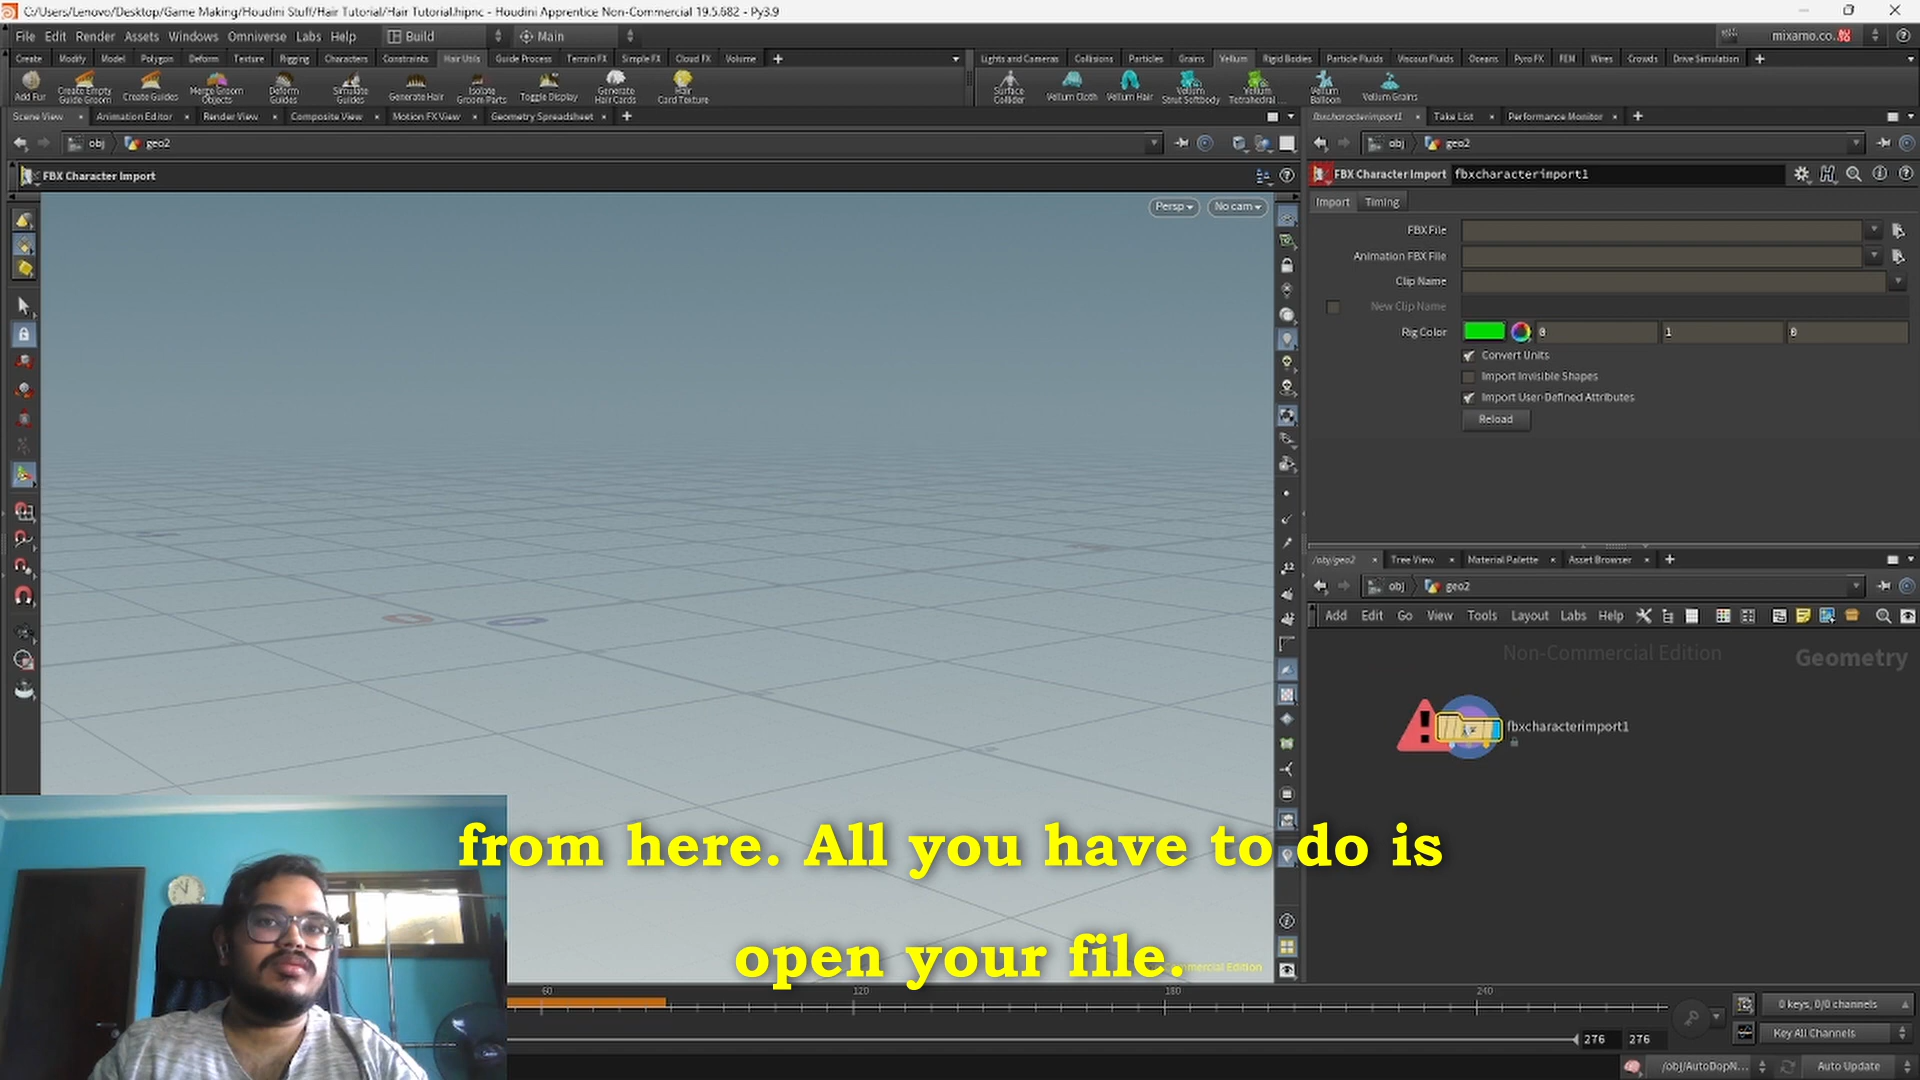 C:/Users/Lenovo/Desktop/Game Making/Houdini Stuff/Hair Tutorial/Hair Tutorial.hipnc - Houdini Apprentice Non-Commercial 19.5.682 - Py3.9
File Edit Render Assets Windows Omniverse Labs Help Build Main mixamo.co...
Create Modify Model Polygon Deform Texture Rigging Characters Constraints Hair Utils Guide Process Terrain FX Simple FX Cloud FX Volume
Lights and Cameras Collisions Particles Grains Vellum Rigid Bodies Particle Fluids Viscous Fluids Oceans Pyro FX FEM Wires Crowds Drive Simulation
Add Fur Create Empty Guide Groom Create Guides Merge Groom Objects Deform Guides Simulate Guides Generate Hair Isolate Groom Parts Toggle Display Generate Hair Cards Hair Card Texture
Surface Collider Vellum Cloth Vellum Hair Vellum Strut Softbody Vellum Tetrahedral ... Vellum Balloon Vellum Grains
Scene View Animation Editor Render View Composite View Motion FX View Geometry Spreadsheet
fbxcharacterimport1 Take List Performance Monitor
obj geo2
obj geo2
FBX Character Import
FBX Character Import fbxcharacterimport1
Import Timing
Persp No cam
FBX File
Animation FBX File
Clip Name
New Clip Name
Rig Color 0 1 0
Convert Units
Import Invisible Shapes
Import User-Defined Attributes
Reload
/obj/geo2 Tree View Material Palette Asset Browser
obj geo2
Add Edit Go View Tools Layout Labs Help
Non-Commercial Edition Geometry
fbxcharacterimport1
from here. All you have to do is
open your file.
mmercial Edition
60 120 180 240
0 keys, 0/0 channels
276 276 Key All Channels
/obj/AutoDopN... Auto Update